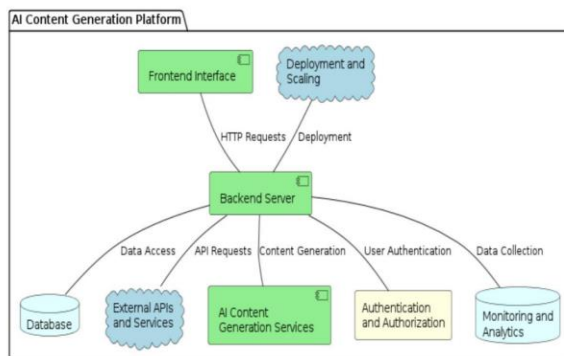 AI Content Generation Platform
Frontend Interface
Deployment and
Scaling
HTTP Requests
Deployment
Backend Server
Data Access
API Requests
Content Generation
User Authentication
Data Collection
Database
External APIs
and Services
AI Content
Generation Services
Authentication
and Authorization
Monitoring and
Analytics